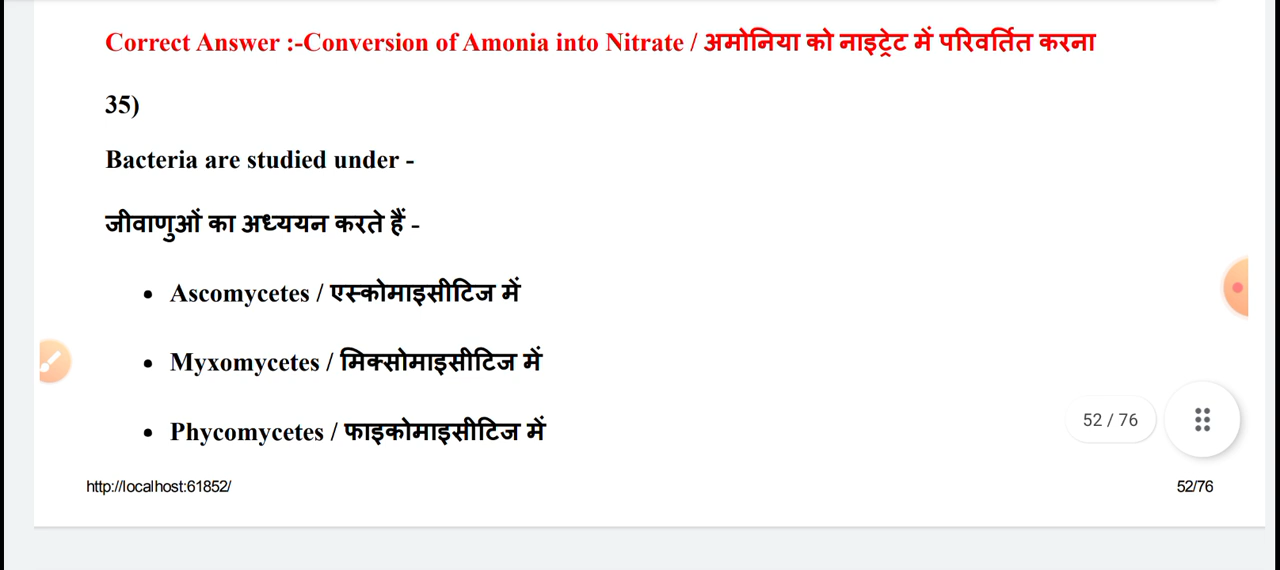 Correct Answer :-Conversion of Amonia into Nitrate / अमोनिया को नाइट्रेट में परिवर्तित करना
35)
Bacteria are studied under -
जीवाणुओं का अध्ययन करते हैं -
• Ascomycetes / एस्कोमाइसीटिज में
• Myxomycetes / मिक्सोमाइसीटिज में
• Phycomycetes / फाइकोमाइसीटिज में
52 / 76
http://localhost:61852/ 52/76